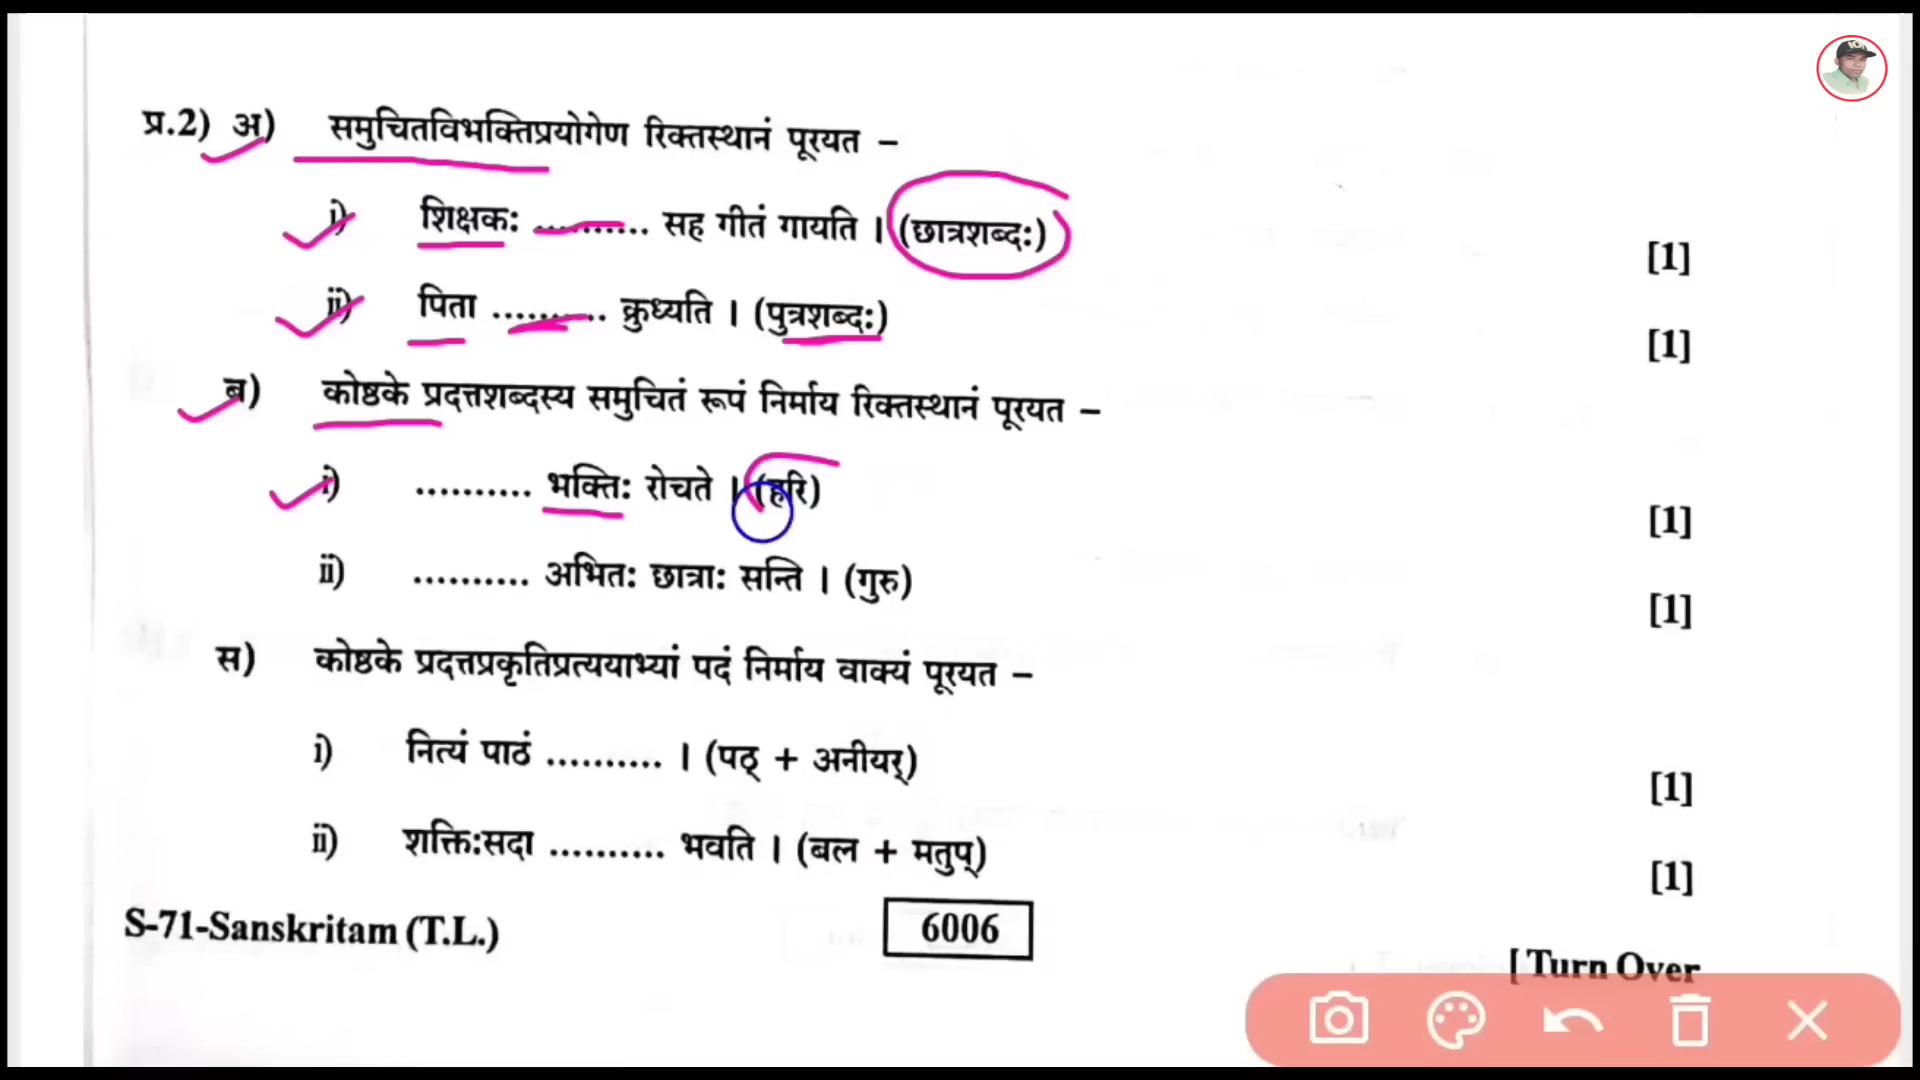 प्र.2) अ) समुचितविभक्तिप्रयोगेण रिक्तस्थानं पूरयत –
i) शिक्षक: .......... सह गीतं गायति । (छात्रशब्द:) [1]
ii) पिता .......... क्रुध्यति । (पुत्रशब्द:) [1]
ब) कोष्ठके प्रदत्तशब्दस्य समुचितं रूपं निर्माय रिक्तस्थानं पूरयत –
i) .......... भक्ति: रोचते । (हरि) [1]
ii) .......... अभित: छात्रा: सन्ति । (गुरु) [1]
स) कोष्ठके प्रदत्तप्रकृतिप्रत्ययाभ्यां पदं निर्माय वाक्यं पूरयत –
i) नित्यं पाठं .......... । (पठ् + अनीयर्) [1]
ii) शक्ति:सदा .......... भवति । (बल + मतुप्) [1]
S-71-Sanskritam (T.L.) 6006 [ Turn Over